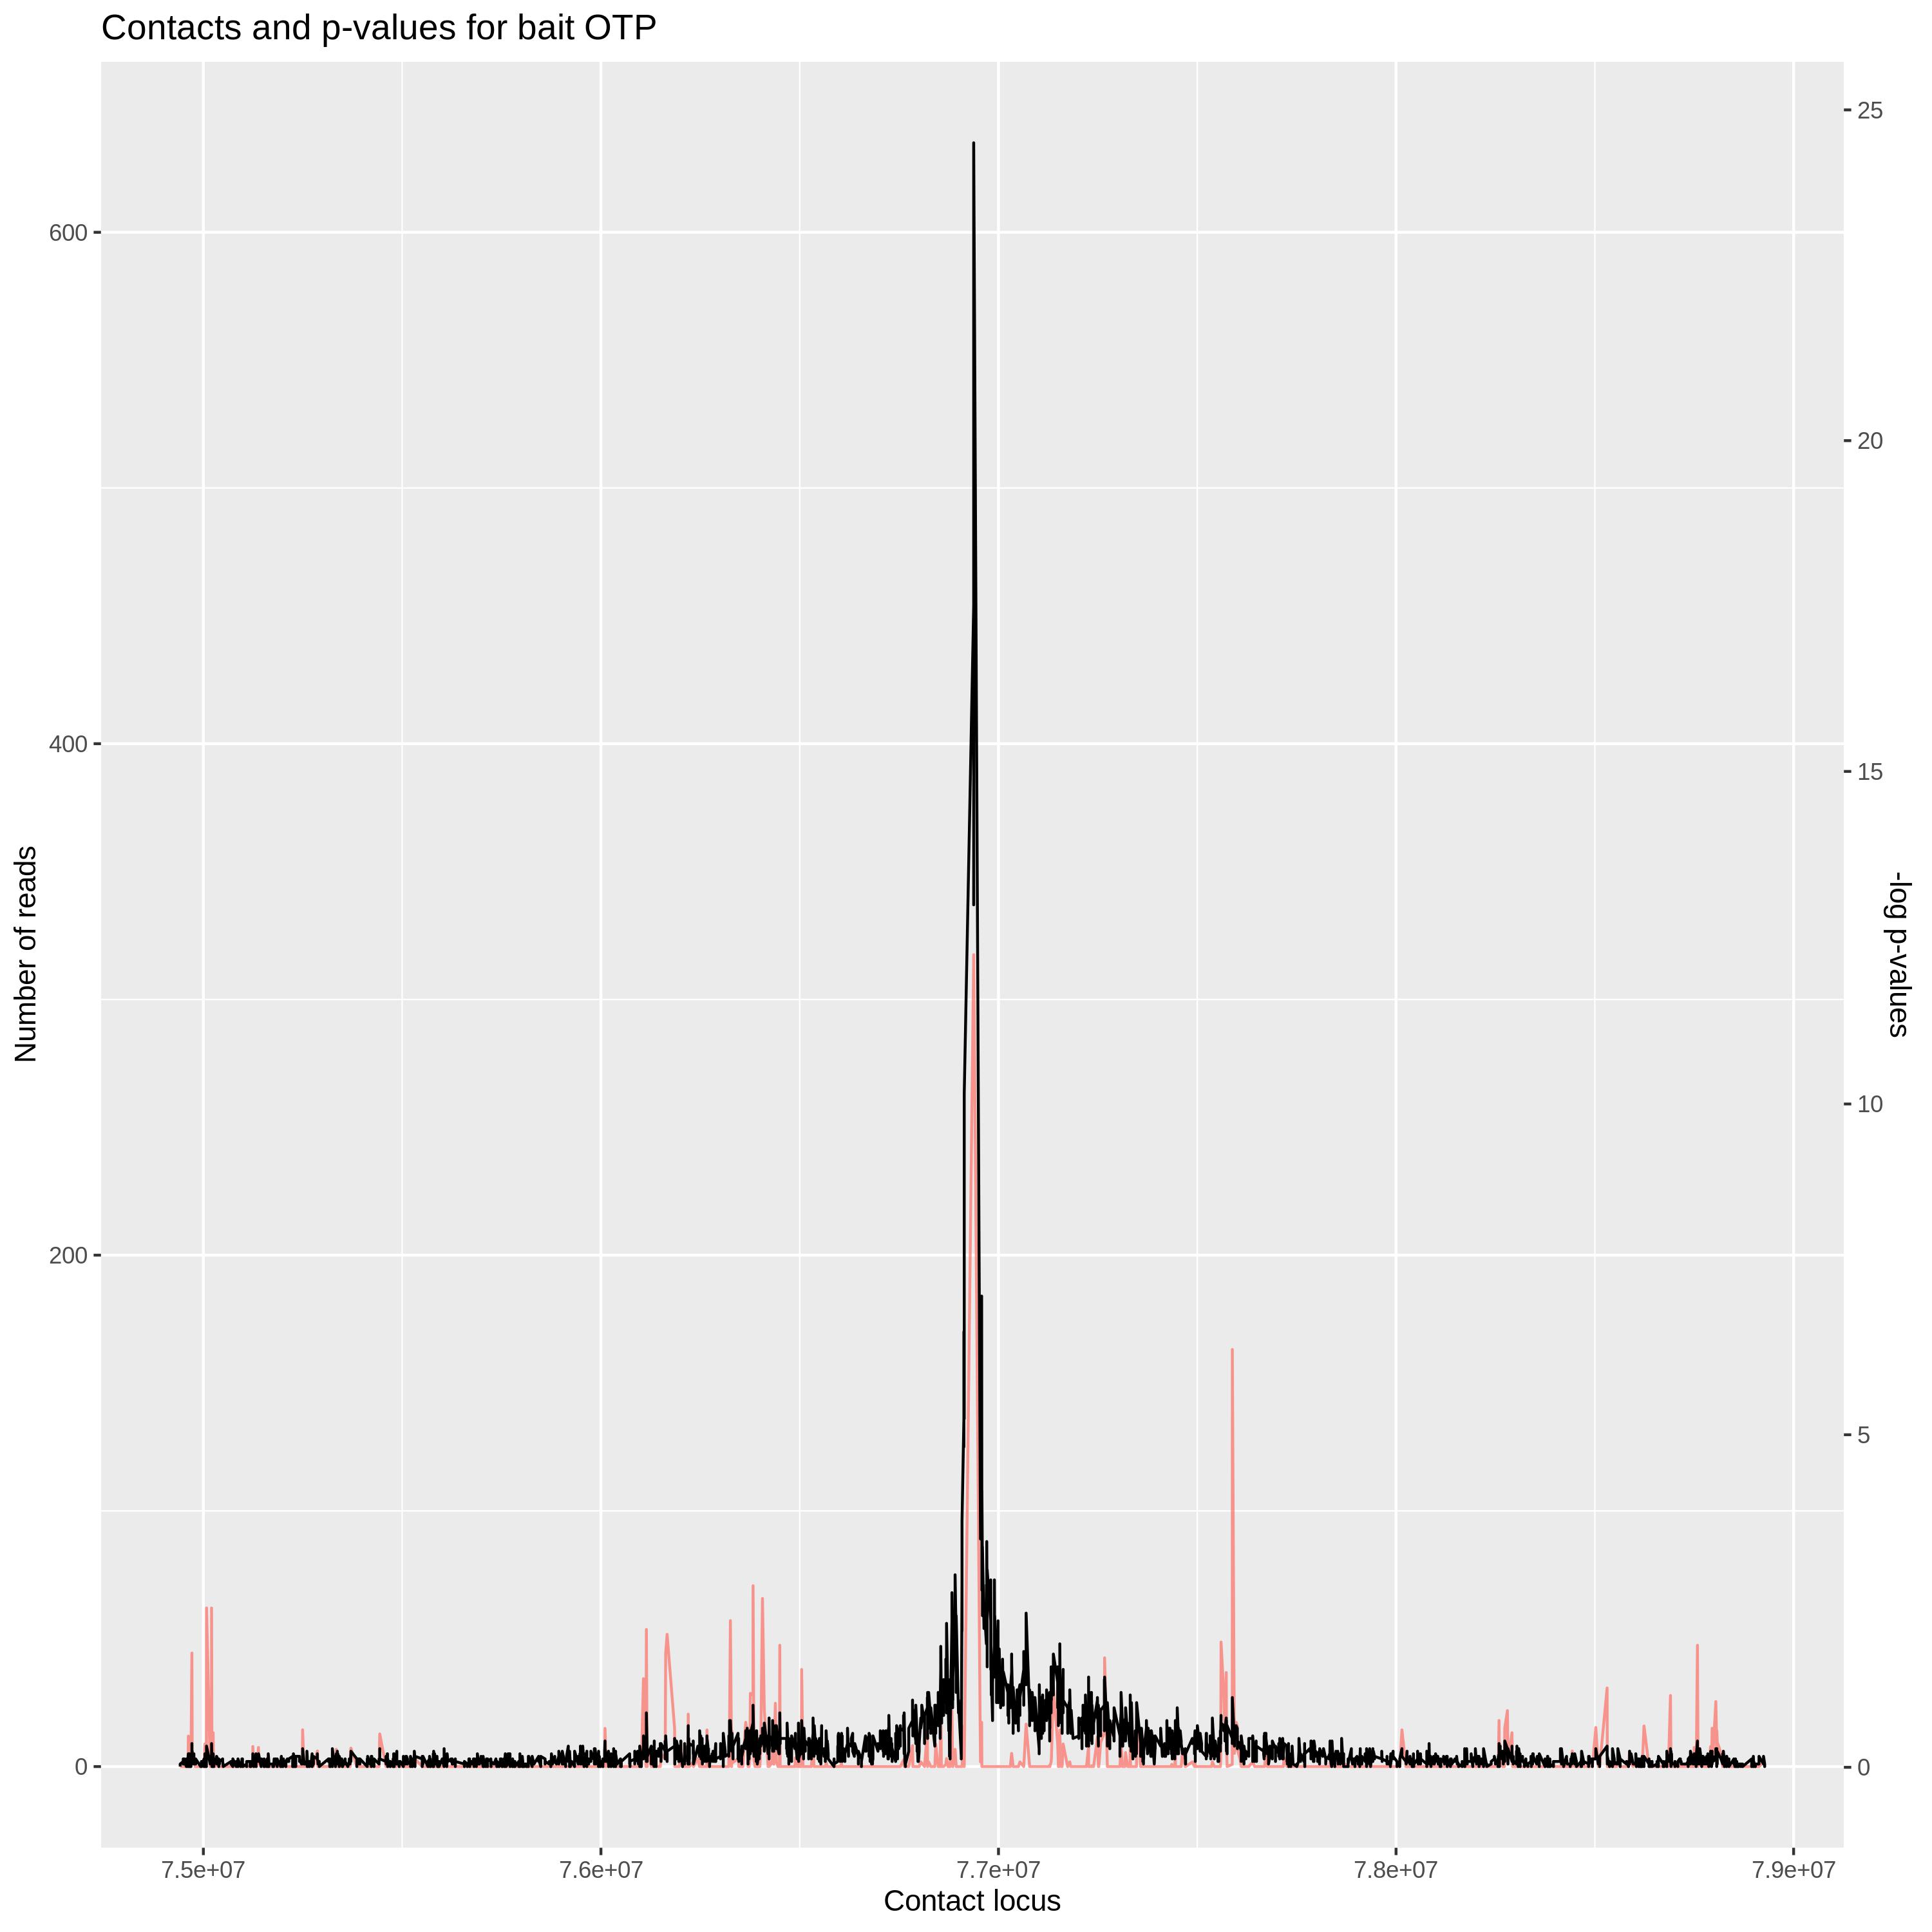 Contacts and p-values for bait OTP
25
600
20
400
15
Number of reads
-log p-values
10
200
5
0
0
7.5e+07
7.6e+07
7.7e+07
7.8e+07
7.9e+07
Contact locus